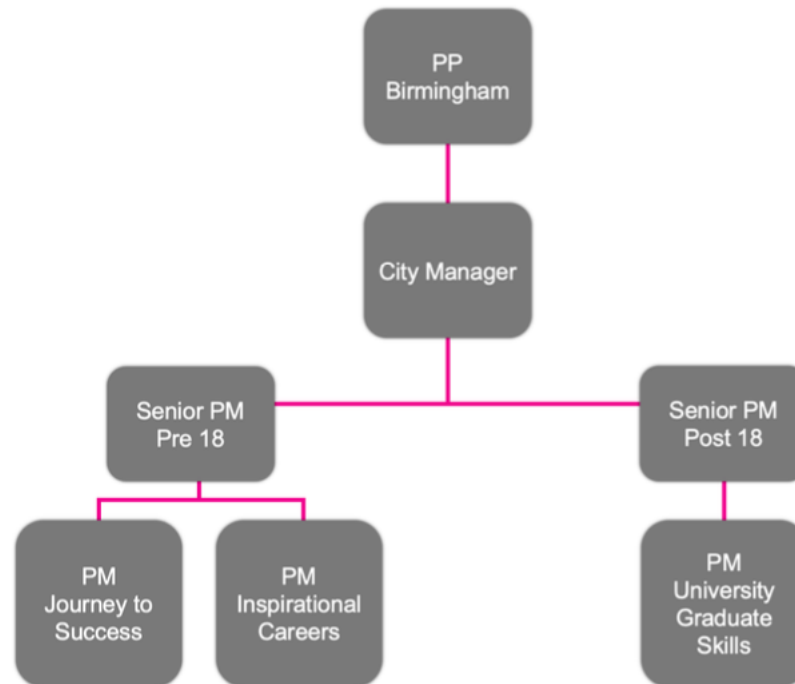 PP
Birmingham
City Manager
Senior PM
Pre 18
Senior PM
Post 18
PM
Journey to
Success
PM
Inspirational
Careers
PM
University
Graduate
Skills